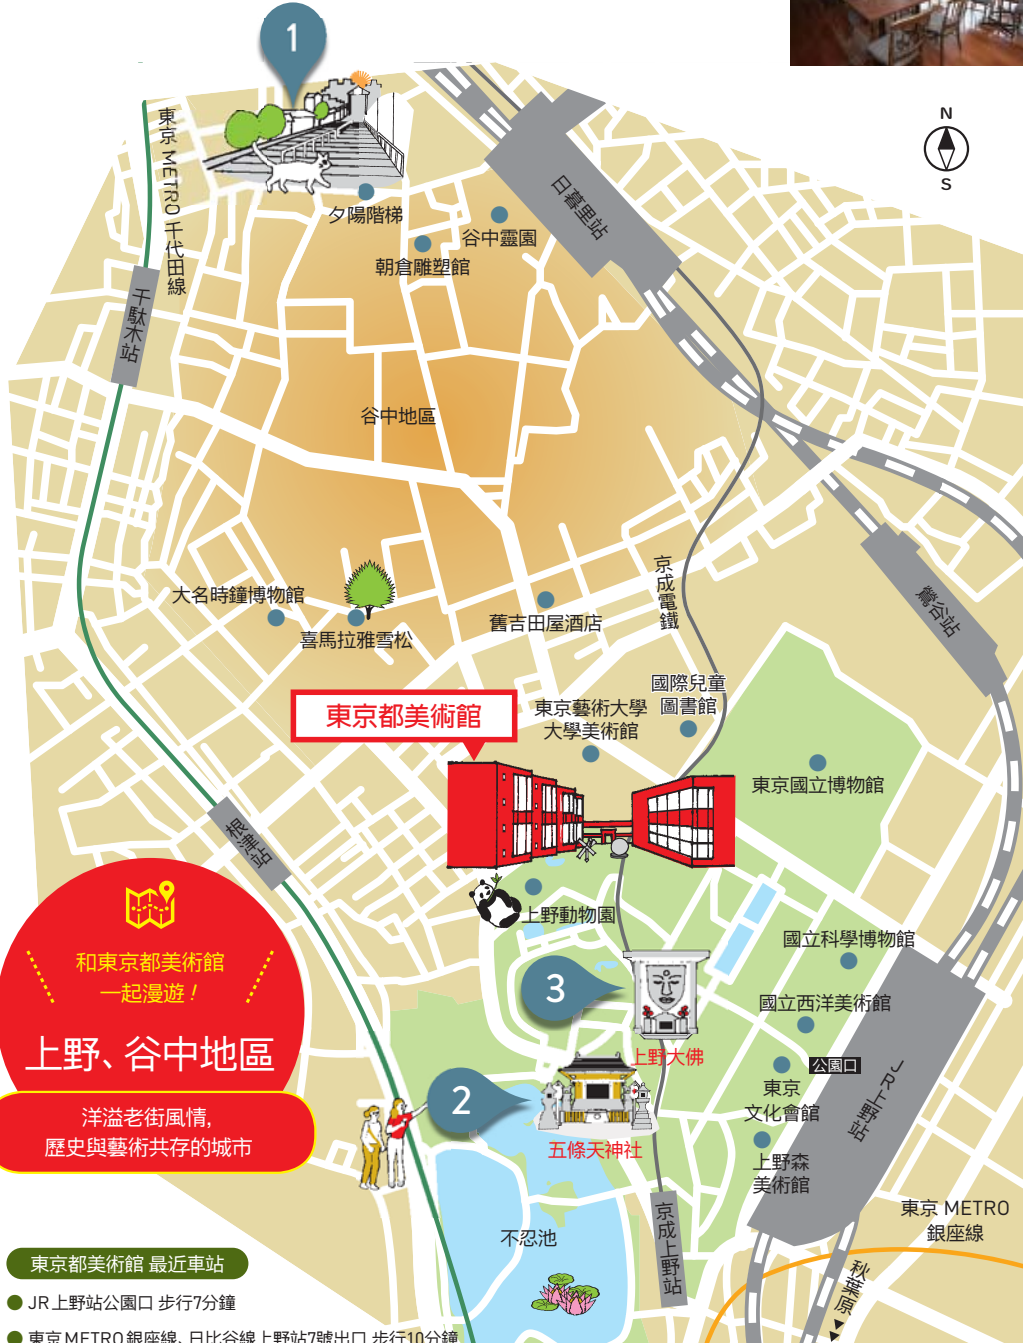 1
N
S
東京 METRO 千代田線
日暮里站
夕陽階梯
谷中靈園
朝倉雕塑館
千駄木站
谷中地區
京成電鐵
鶯谷站
大名時鐘博物館
喜馬拉雅雪松
舊吉田屋酒店
國際兒童
圖書館
東京都美術館
東京藝術大學
大學美術館
東京國立博物館
根津站
上野動物園
國立科學博物館
和東京都美術館
一起漫遊！
上野、谷中地區
洋溢老街風情，
歷史與藝術共存的城市
3
上野大佛
國立西洋美術館
公園口
JR上野站
東京
文化會館
2
五條天神社
上野森
美術館
不忍池
京成上野站
東京 METRO
銀座線
秋葉原
東京都美術館 最近車站
JR上野站公園口 步行7分鐘
東京METRO銀座線、日比谷線上野站7號出口 步行10分鐘